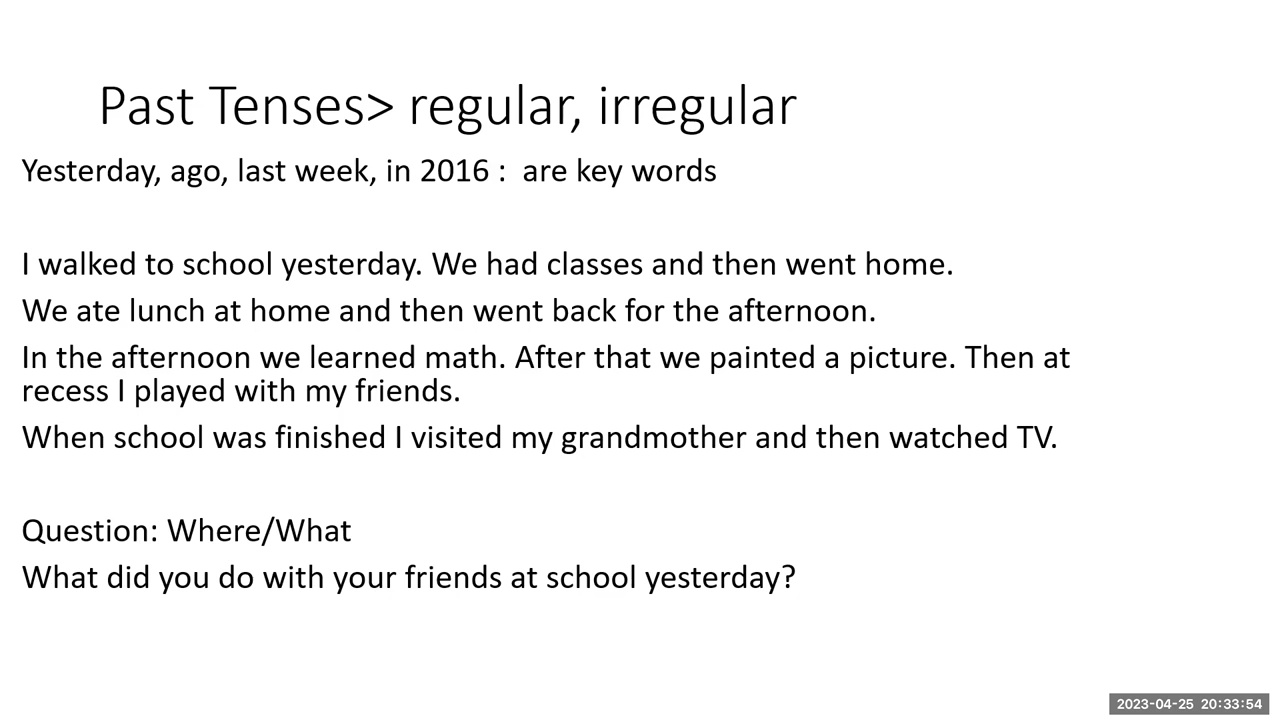 Past Tenses> regular, irregular
Yesterday, ago, last week, in 2016 :  are key words
I walked to school yesterday. We had classes and then went home.
We ate lunch at home and then went back for the afternoon.
In the afternoon we learned math. After that we painted a picture. Then at
recess I played with my friends.
When school was finished I visited my grandmother and then watched TV.
Question: Where/What
What did you do with your friends at school yesterday?
2023-04-25 20:33:54